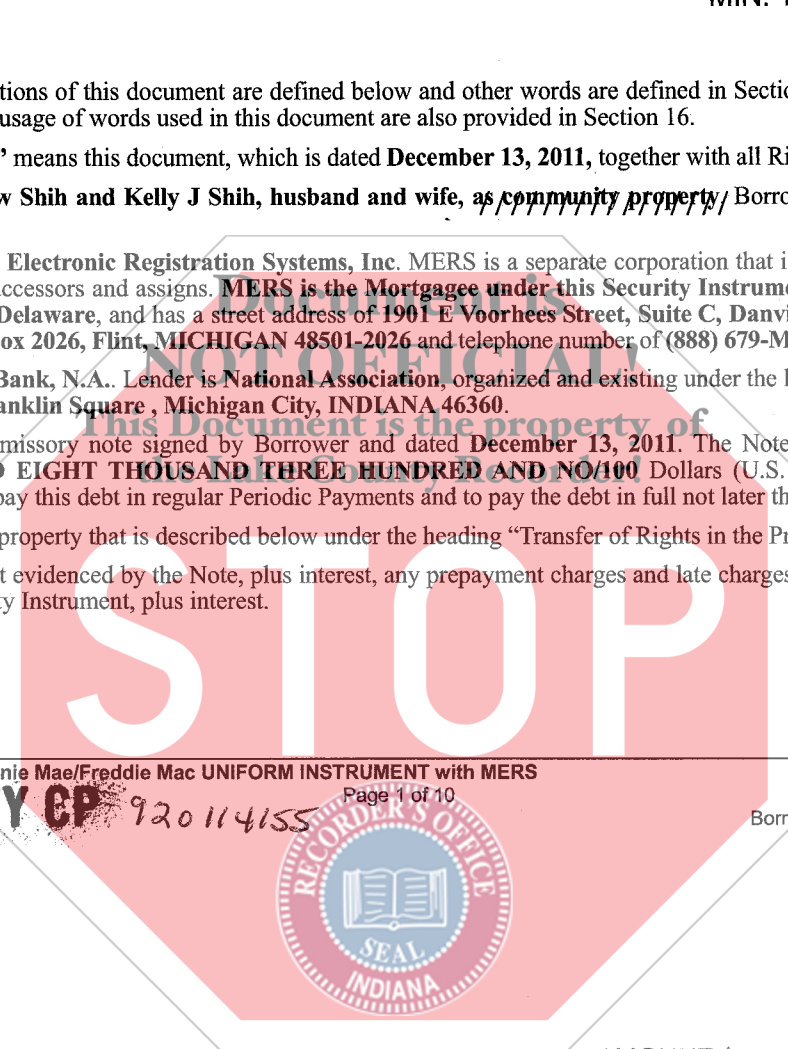 MIN:
tions of this document are defined below and other words are defined in Sectio
usage of words used in this document are also provided in Section 16.
” means this document, which is dated December 13, 2011, together with all Ri
w Shih and Kelly J Shih, husband and wife, as community property/ Borro
Electronic Registration Systems, Inc. MERS is a separate corporation that i
ccessors and assigns. MERS is the Mortgagee under this Security Instrume
Document is
Delaware, and has a street address of 1901 E Voorhees Street, Suite C, Danvi
ox 2026, Flint, MICHIGAN 48501-2026 and telephone number of (888) 679-M
NOT OFFICIAL!
Bank, N.A.. Lender is National Association, organized and existing under the l
anklin Square , Michigan City, INDIANA 46360.
This Document is the property of
missory note signed by Borrower and dated December 13, 2011. The Note
EIGHT THOUSAND THREE HUNDRED AND NO/100 Dollars (U.S.
the Lake County Recorder!
pay this debt in regular Periodic Payments and to pay the debt in full not later th
property that is described below under the heading “Transfer of Rights in the Pr
t evidenced by the Note, plus interest, any prepayment charges and late charges
y Instrument, plus interest.
STOP
nie Mae/Freddie Mac UNIFORM INSTRUMENT with MERS
Page 1 of 10
Y CP 920114155
Borr
RECORDER'S OFFICE
SEAL
INDIANA